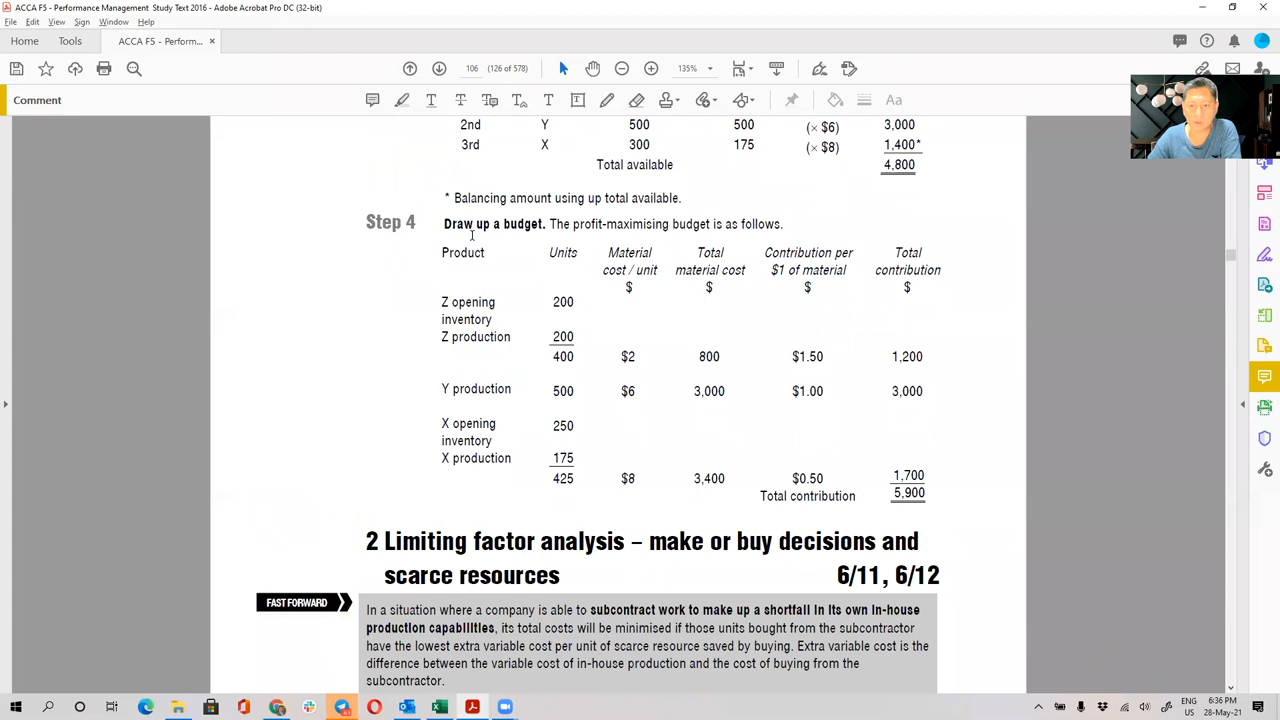 ACCA F5 - Performance Management Study Text 2016 - Adobe Acrobat Pro DC (32-bit)
File Edit View Sign Window Help
Home Tools ACCA F5 - Perform... ×
106 (126 of 578) 135%
Comment
2nd Y 500 500 (× $6) 3,000
3rd X 300 175 (× $8) 1,400*
Total available 4,800
* Balancing amount using up total available.
Step 4 Draw up a budget. The profit-maximising budget is as follows.
Product Units Material Total Contribution per Total
cost / unit material cost $1 of material contribution
$ $ $ $
Z opening 200
inventory
Z production 200
400 $2 800 $1.50 1,200
Y production 500 $6 3,000 $1.00 3,000
X opening 250
inventory
X production 175
425 $8 3,400 $0.50 1,700
Total contribution 5,900
2 Limiting factor analysis – make or buy decisions and
scarce resources 6/11, 6/12
FAST FORWARD
In a situation where a company is able to subcontract work to make up a shortfall in its own in-house
production capabilities, its total costs will be minimised if those units bought from the subcontractor
have the lowest extra variable cost per unit of scarce resource saved by buying. Extra variable cost is the
difference between the variable cost of in-house production and the cost of buying from the
subcontractor.
ENG 6:36 PM
US 28-May-21